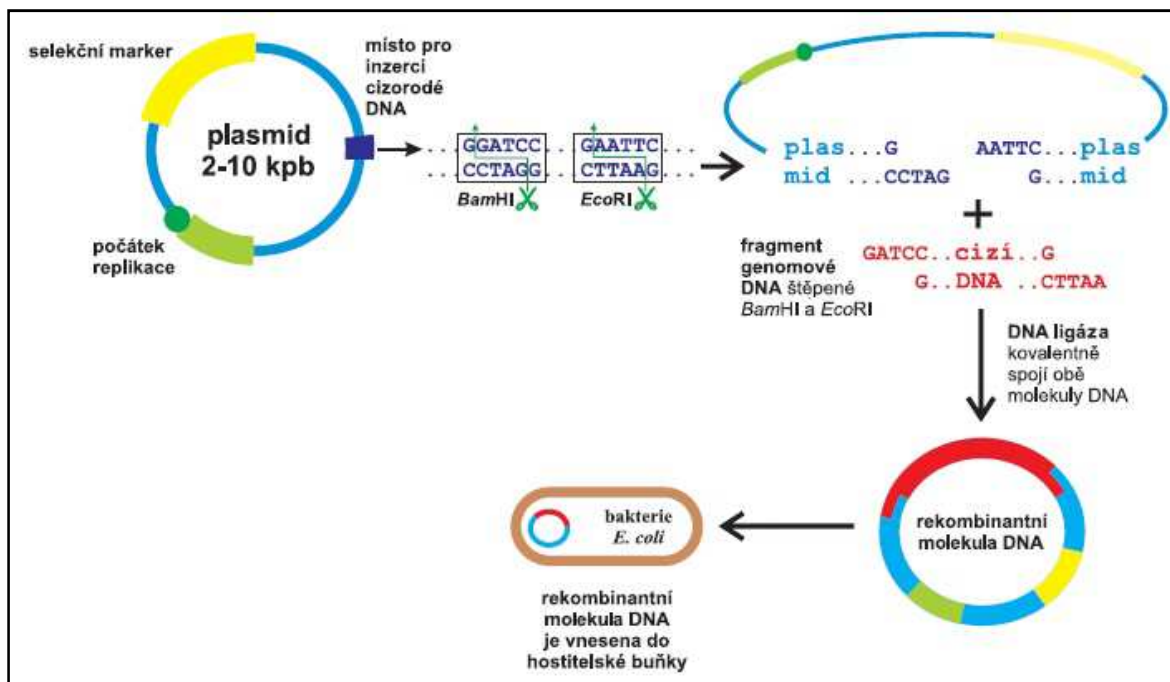 selekční marker
místo pro
inzerci
cizorodé
DNA
plasmid
2-10 kpb
počátek
replikace
. . . GGATCC . . . GAATTC . . .
. . . CCTAGG . . . CTTAAG . . .
BamHI
EcoRI
plas...G
AATTC...plas
mid ...CCTAG
G...mid
+
fragment
genomové
DNA štěpené
BamHI a EcoRI
GATCC..cizí..G
G..DNA ..CTTAA
DNA ligáza
kovalentně
spojí obě
molekuly DNA
rekombinantní
molekula DNA
bakterie
E. coli
rekombinantní
molekula DNA
je vnesena do
hostitelské buňky